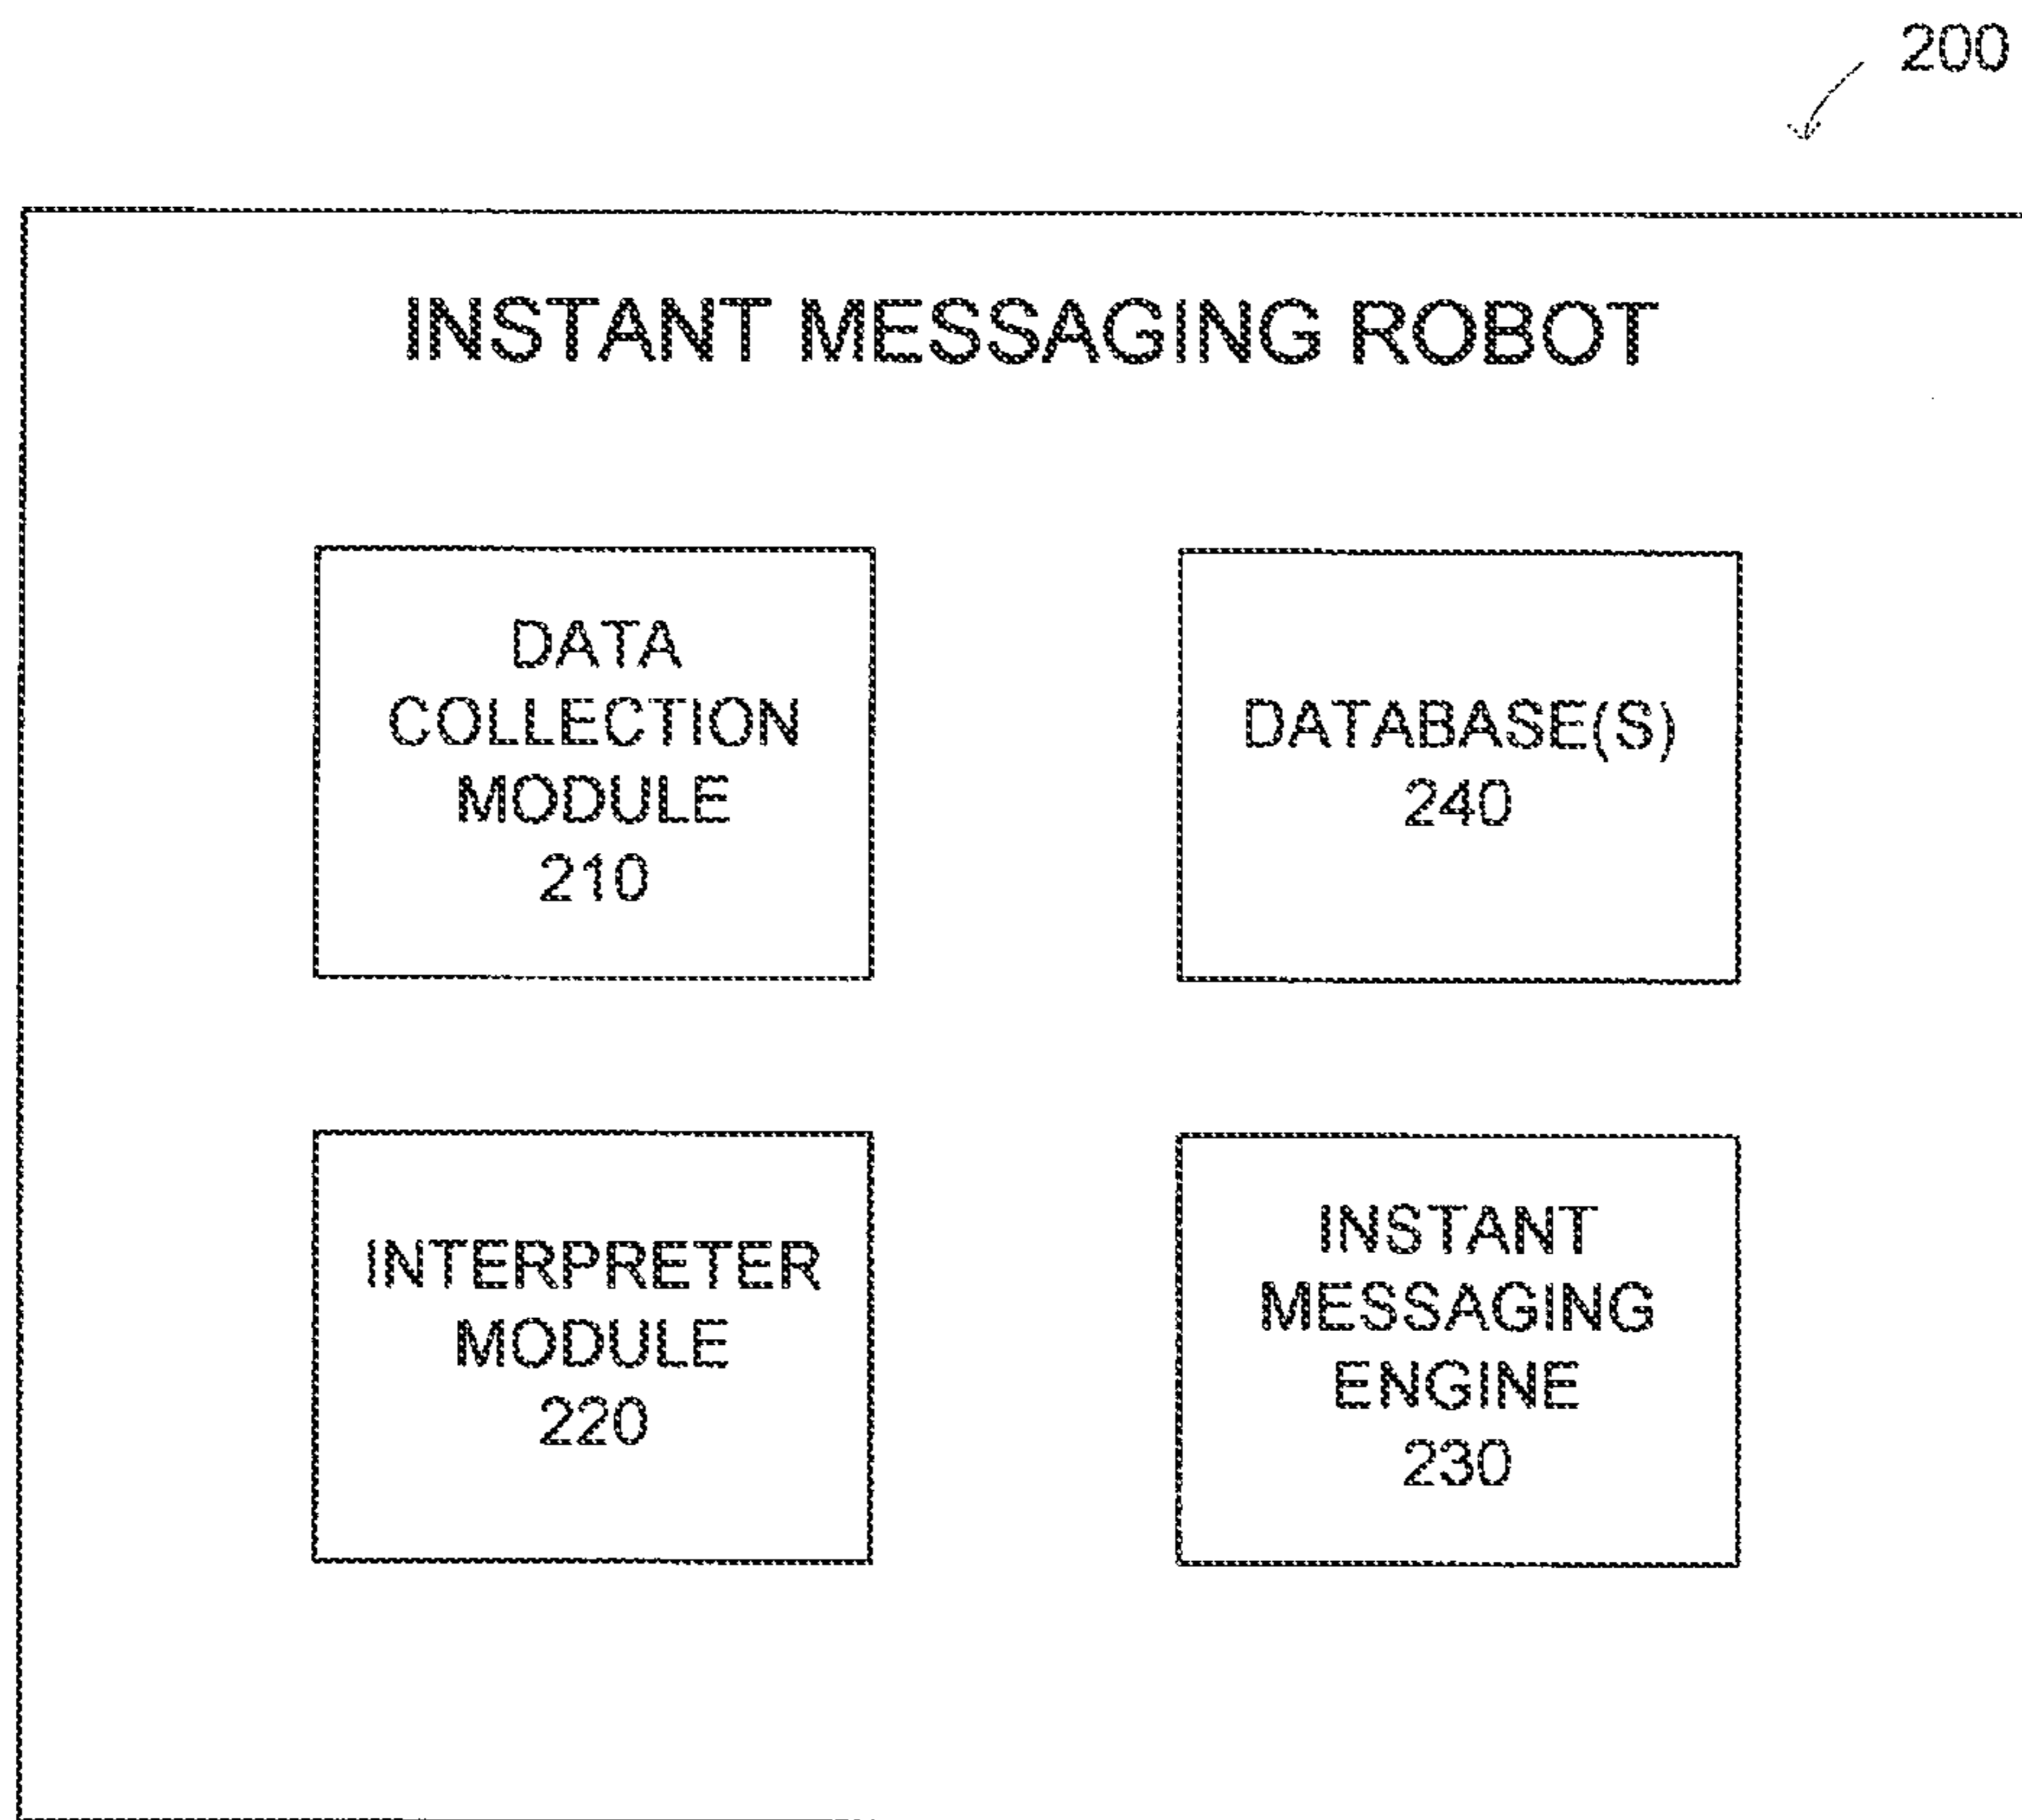 200
INSTANT MESSAGING ROBOT
DATA
COLLECTION
MODULE
210
DATABASE(S)
240
INTERPRETER
MODULE
220
INSTANT
MESSAGING
ENGINE
230